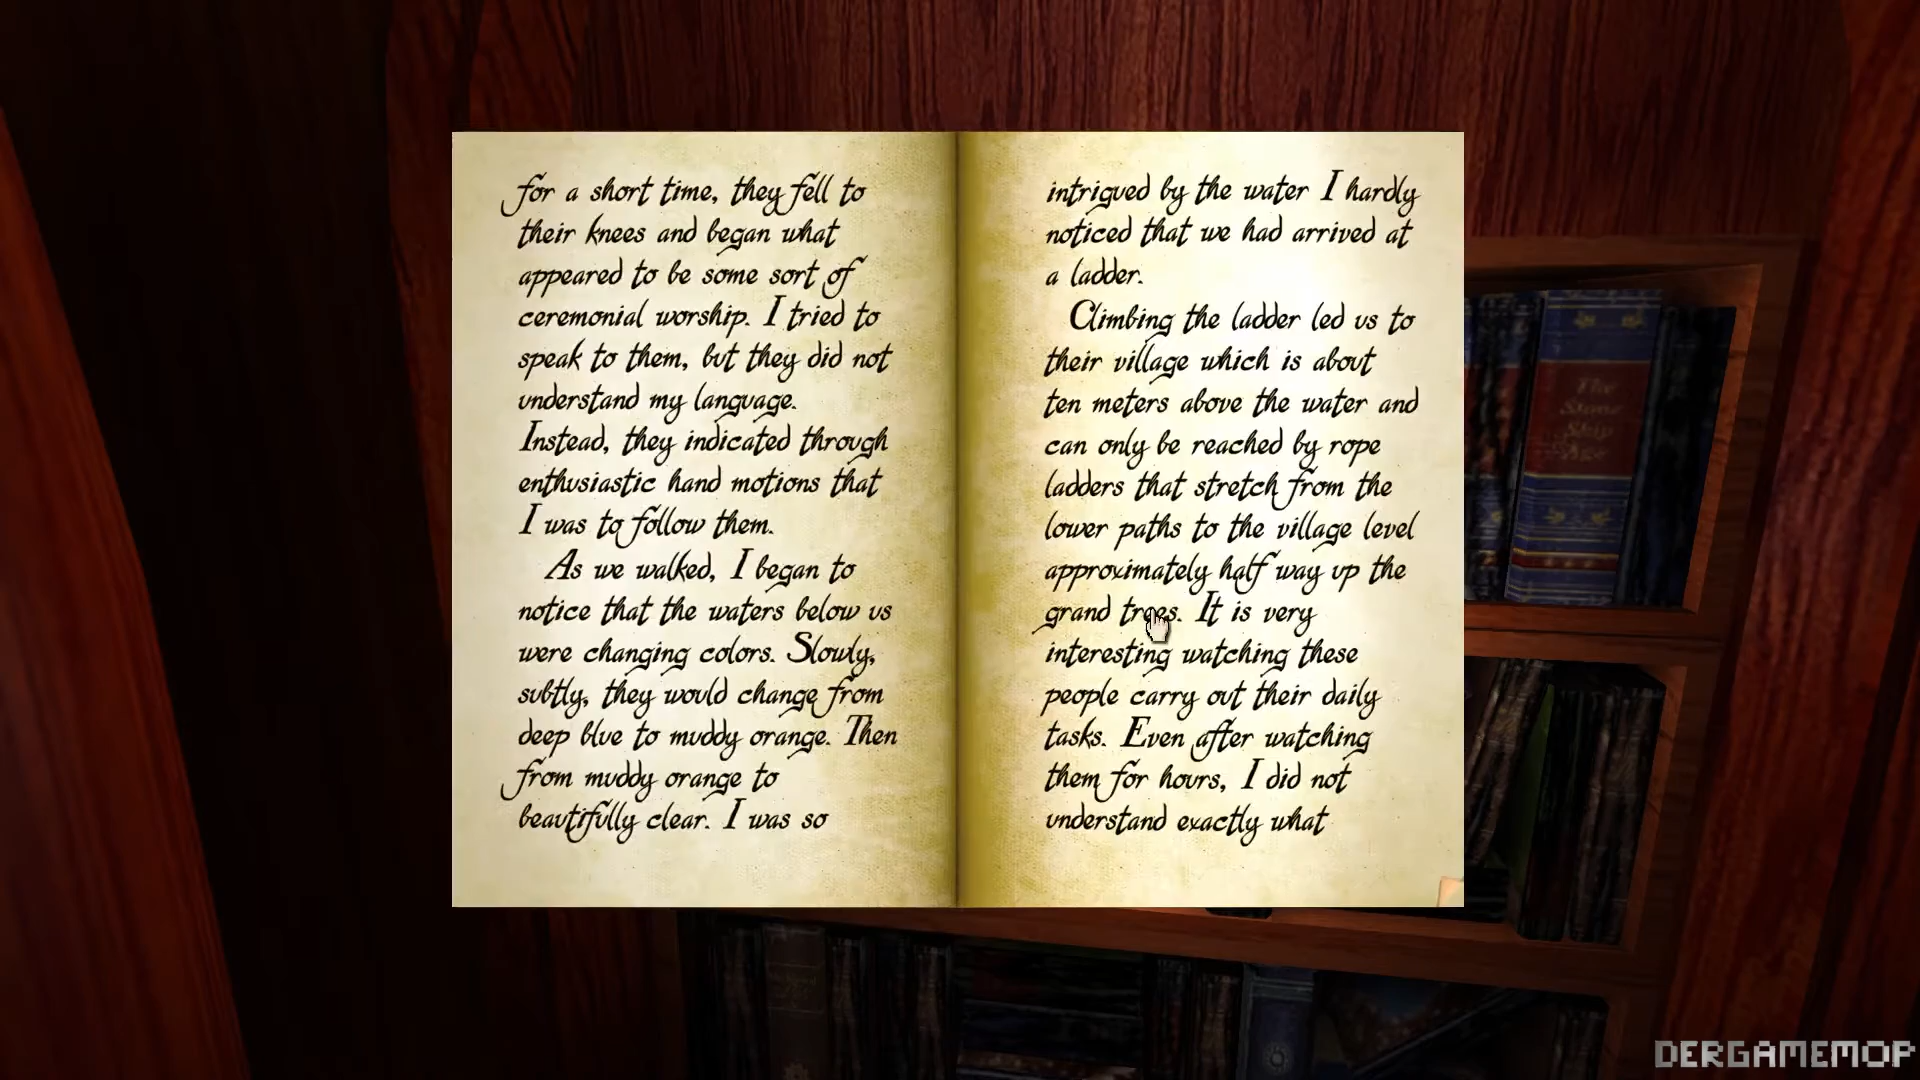 for a short time, they fell to
their knees and began what
appeared to be some sort of
ceremonial worship. I tried to
speak to them, but they did not
understand my language.
Instead, they indicated through
enthusiastic hand motions that
I was to follow them.
As we walked, I began to
notice that the waters below us
were changing colors. Slowly,
subtly, they would change from
deep blue to muddy orange. Then
from muddy orange to
beautifully clear. I was so
intrigued by the water I hardly
noticed that we had arrived at
a ladder.
Climbing the ladder led us to
their village which is about
ten meters above the water and
can only be reached by rope
ladders that stretch from the
lower paths to the village level
approximately half way up the
grand trees. It is very
interesting watching these
people carry out their daily
tasks. Even after watching
them for hours, I did not
understand exactly what
The
Stone
Ship
Age
DERGAMEMOP